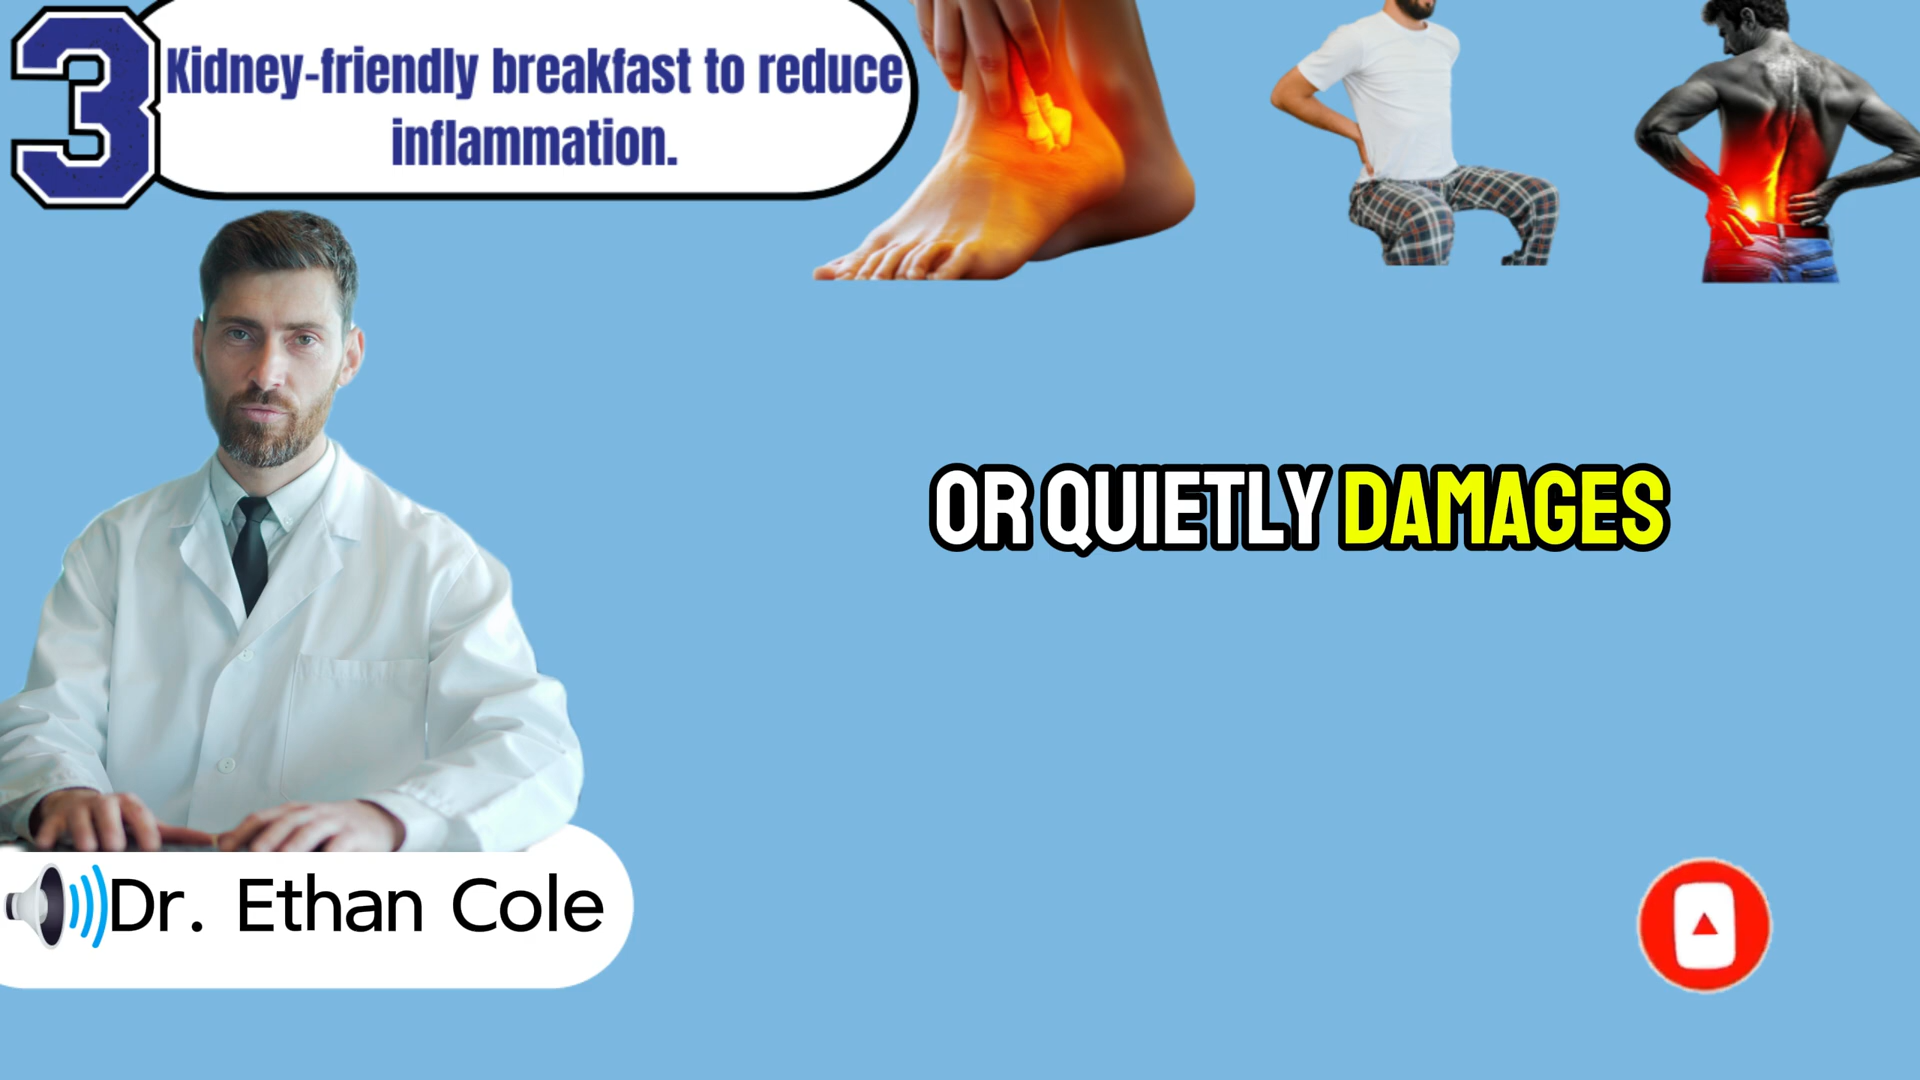 3
Kidney-friendly breakfast to reduce
inflammation.
OR QUIETLY DAMAGES
Dr. Ethan Cole